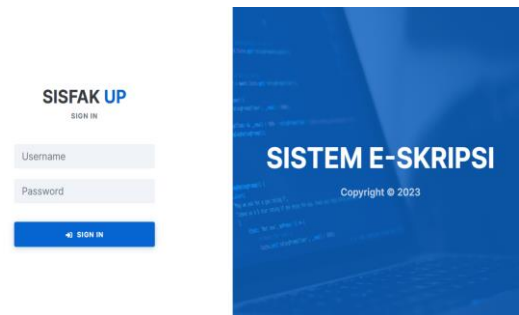 SISFAK UP
SIGN IN
Username
Password
SIGN IN
SISTEM E-SKRIPSI
Copyright © 2023